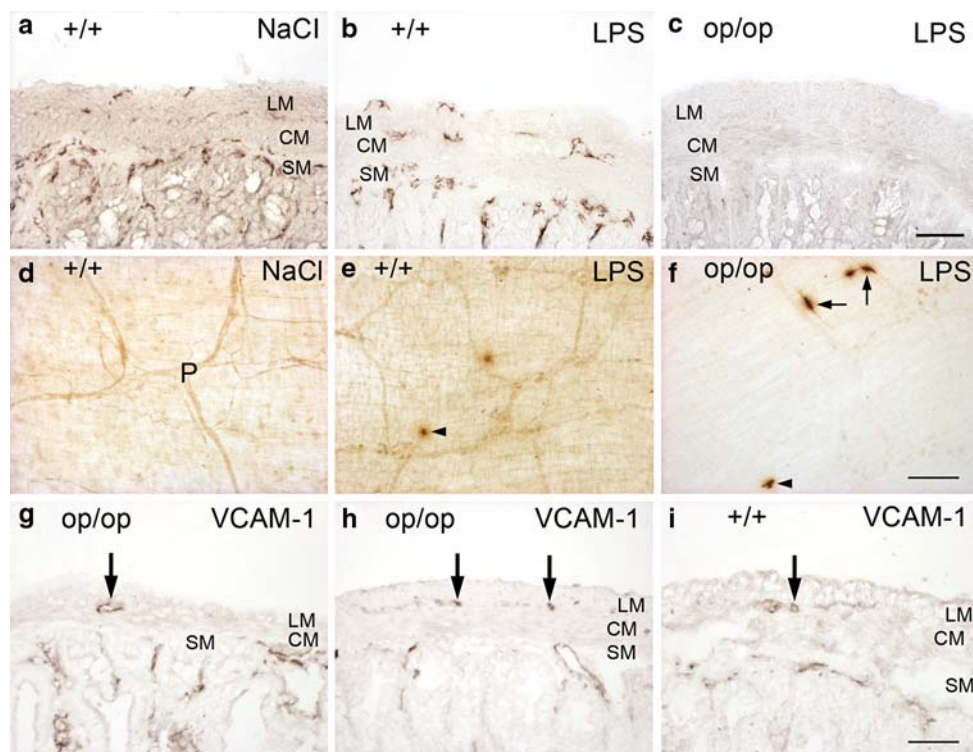 a +/+ NaCl
LM
CM
SM
b +/+ LPS
LM
CM
SM
c op/op LPS
LM
CM
SM
d +/+ NaCl
P
e +/+ LPS
f op/op LPS
g op/op VCAM-1
LM
SM CM
h op/op VCAM-1
LM
CM
SM
i +/+ VCAM-1
LM
CM
SM